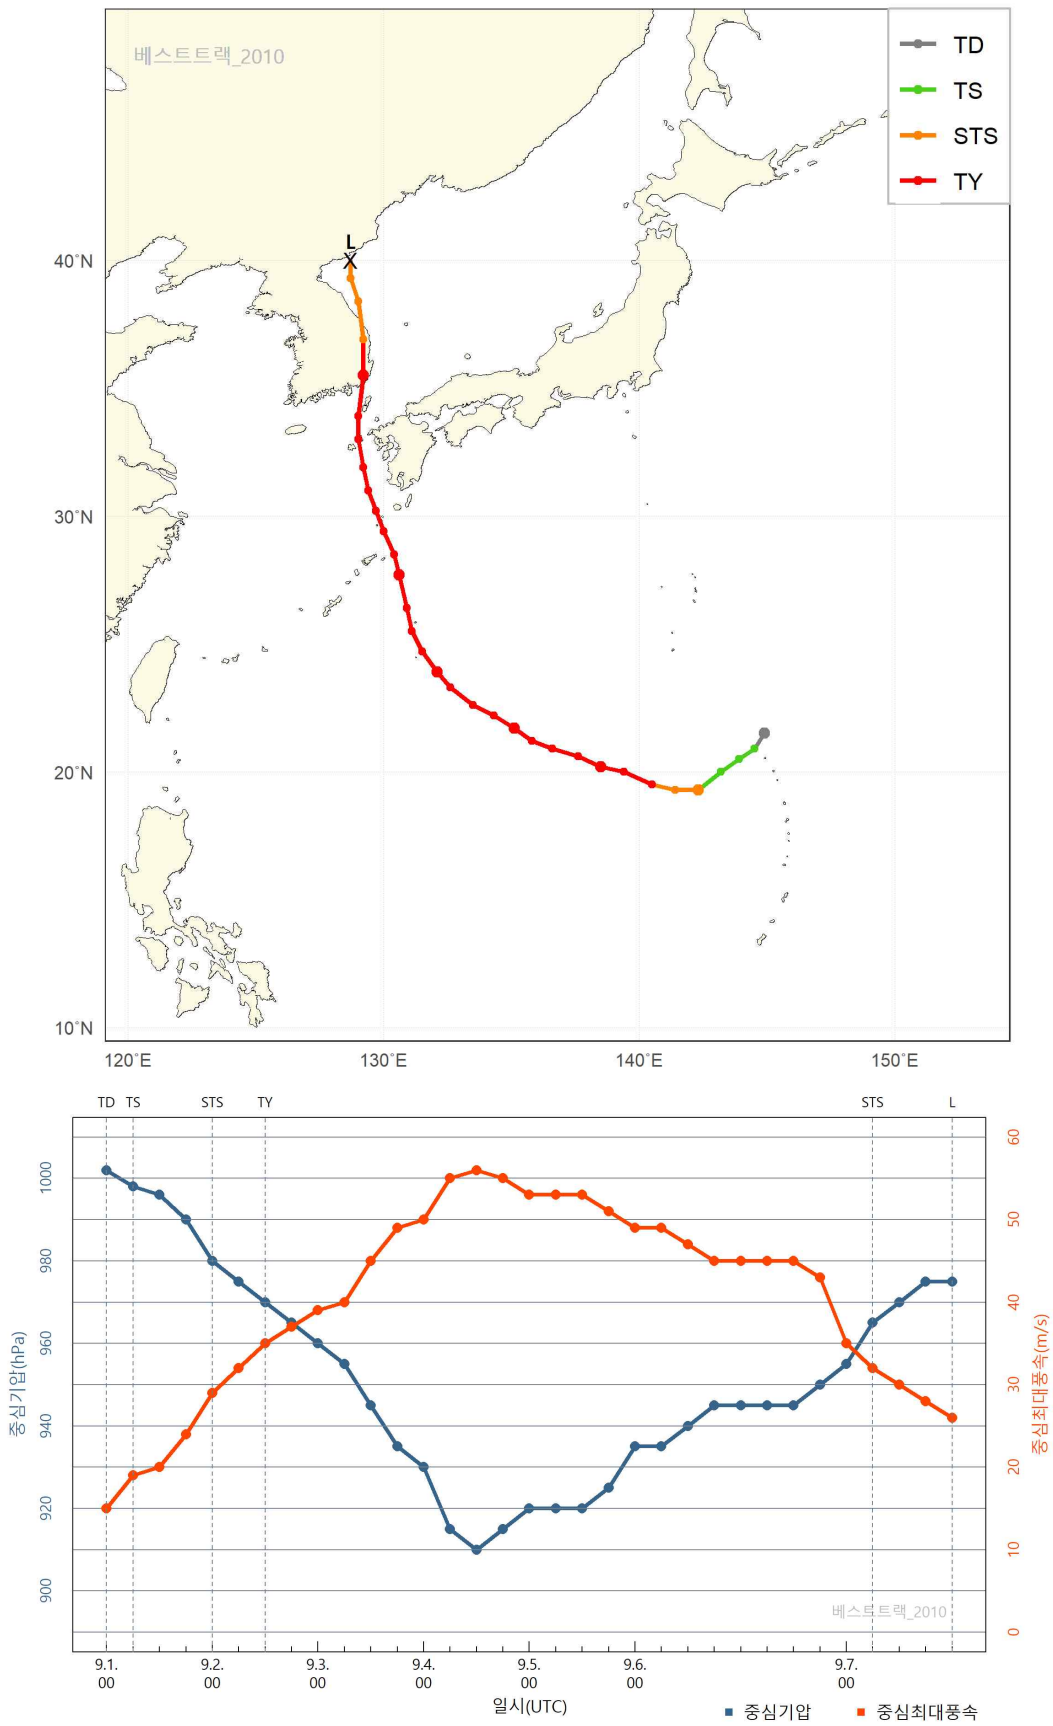 베스트트랙_2010
TD
TS
STS
TY
L
X
40°N
30°N
20°N
10°N
120°E
130°E
140°E
150°E
TD
TS
STS
TY
STS
L
중심기압(hPa)
1000
980
960
940
920
900
60
50
40
30
20
10
0
중심최대풍속(m/s)
베스트트랙_2010
9.1.
00
9.2.
00
9.3.
00
9.4.
00
9.5.
00
9.6.
00
9.7.
00
일시(UTC)
중심기압
중심최대풍속